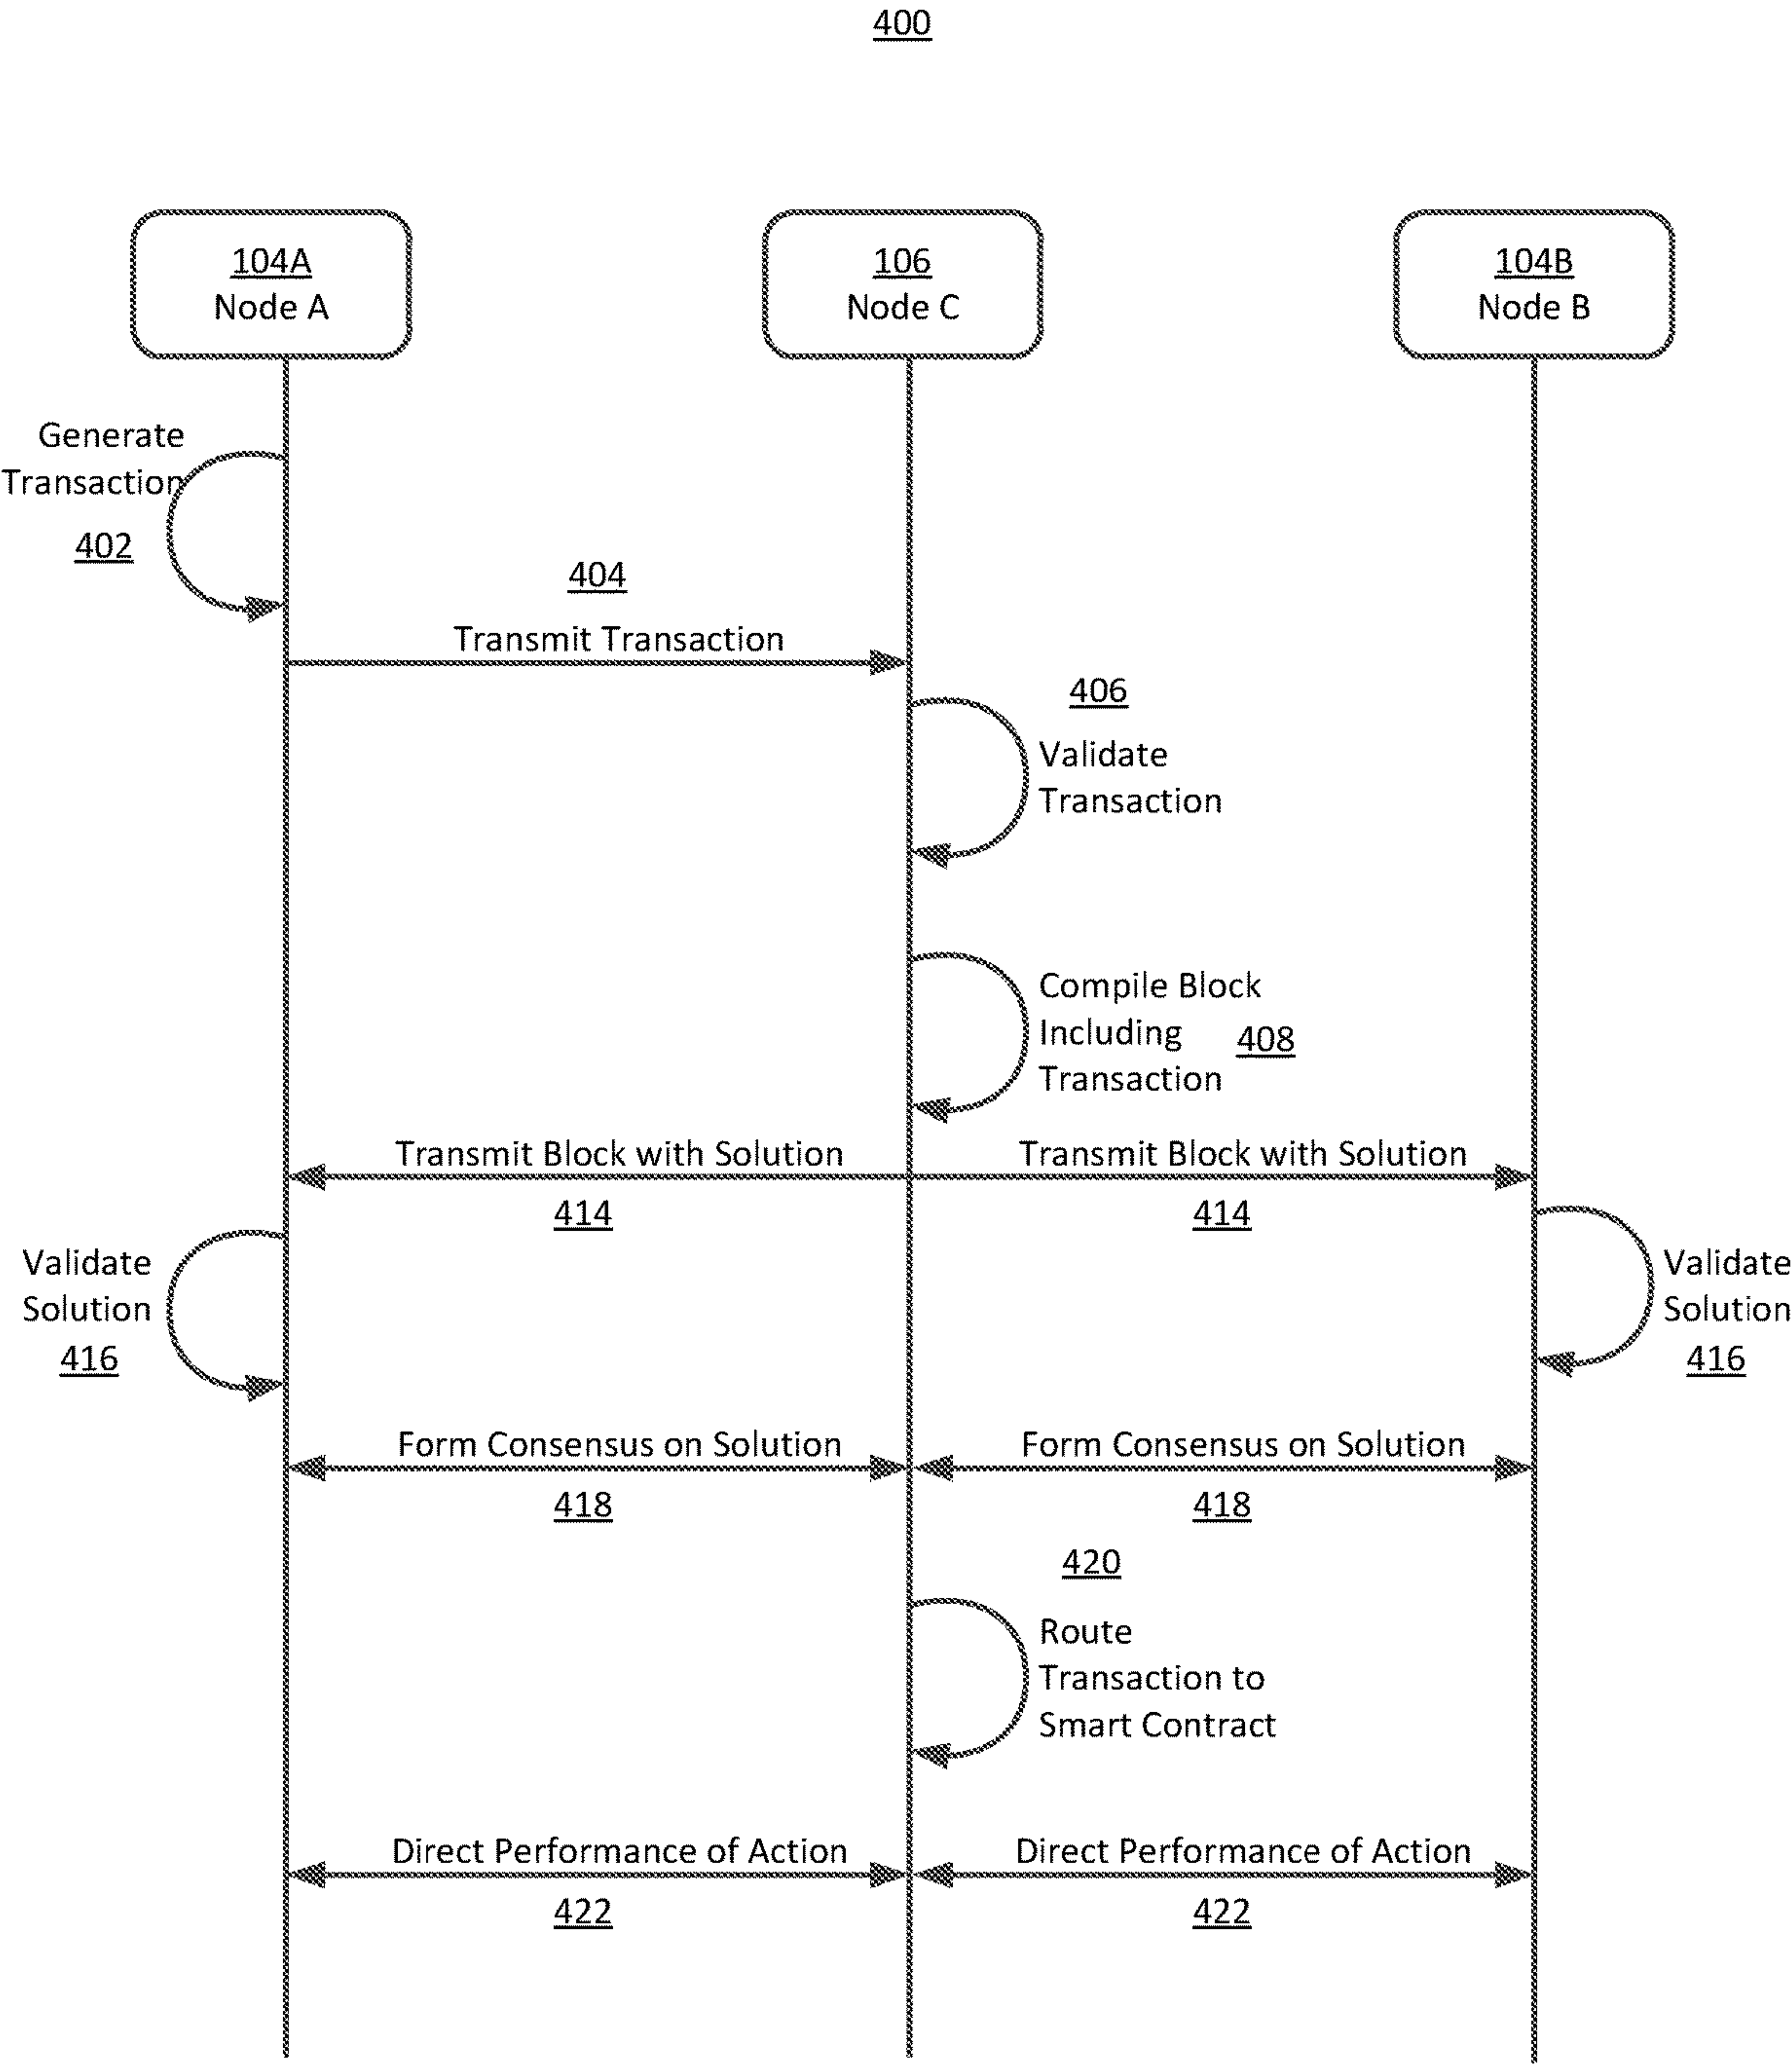 400
104A
Node A
106
Node C
104B
Node B
Generate
Transaction
402
404
Transmit Transaction
406
Validate
Transaction
Compile Block
Including
408
Transaction
Transmit Block with Solution
Transmit Block with Solution
414
414
Validate
Solution
416
Validate
Solution
416
Form Consensus on Solution
Form Consensus on Solution
418
418
420
Route
Transaction to
Smart Contract
Direct Performance of Action
Direct Performance of Action
422
422